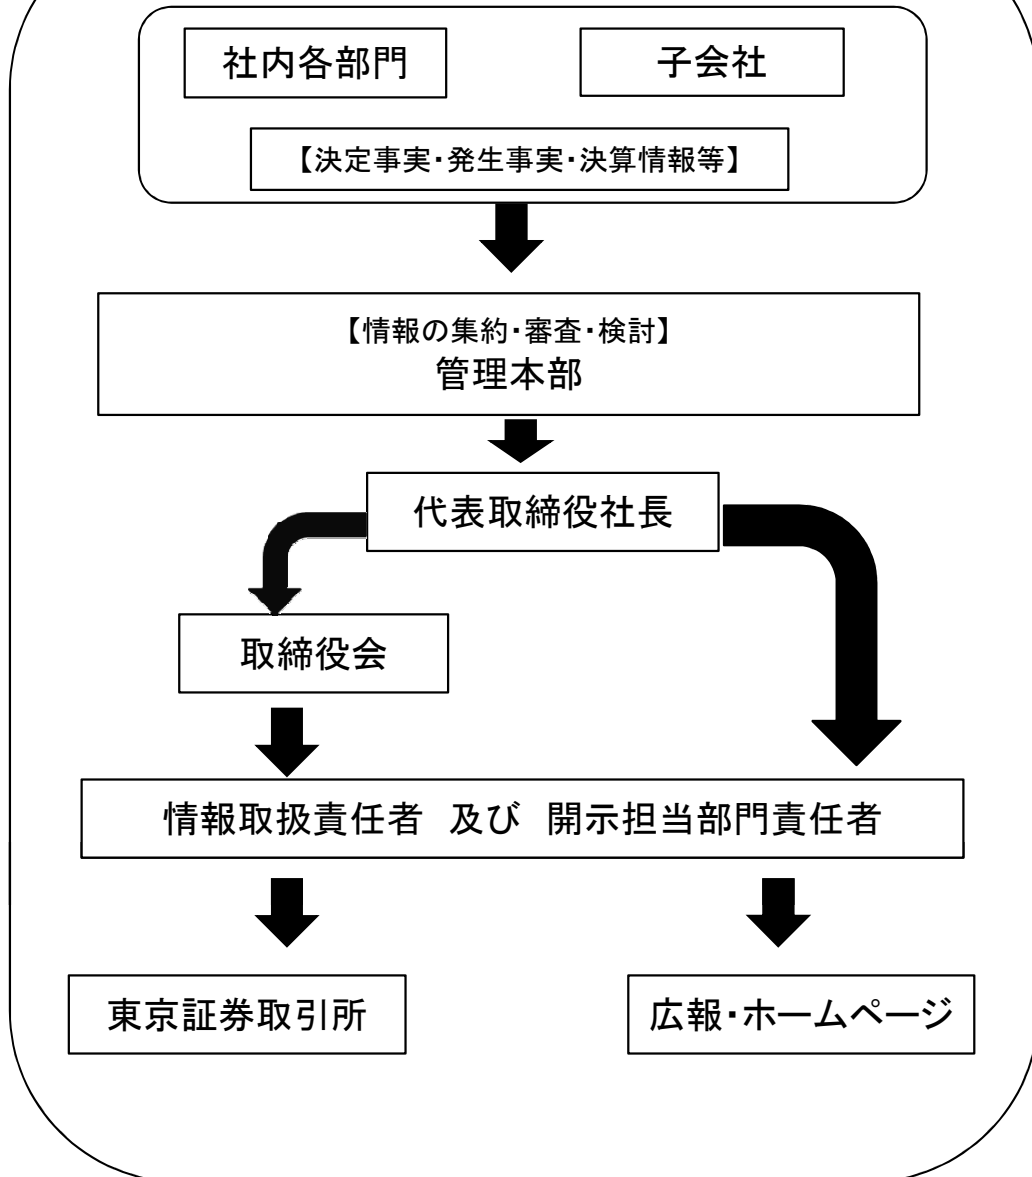 社内各部門
子会社
【決定事実・発生事実・決算情報等】
【情報の集約・審査・検討】
管理本部
代表取締役社長
取締役会
情報取扱責任者　及び　開示担当部門責任者
東京証券取引所
広報・ホームページ